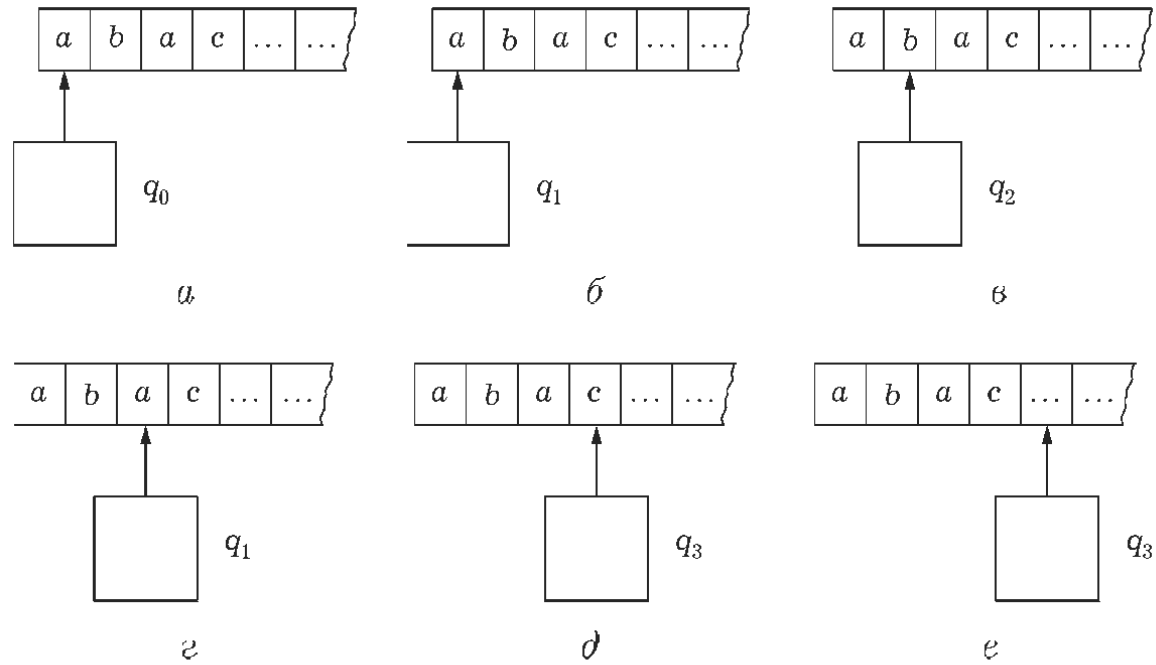 a b a c ... ... a b a c ... ... a b a c ... ...
q₀ q₁ q₂
а б в
a b a c ... ... a b a c ... ... a b a c ... ...
q₁ q₃ q₃
г д е